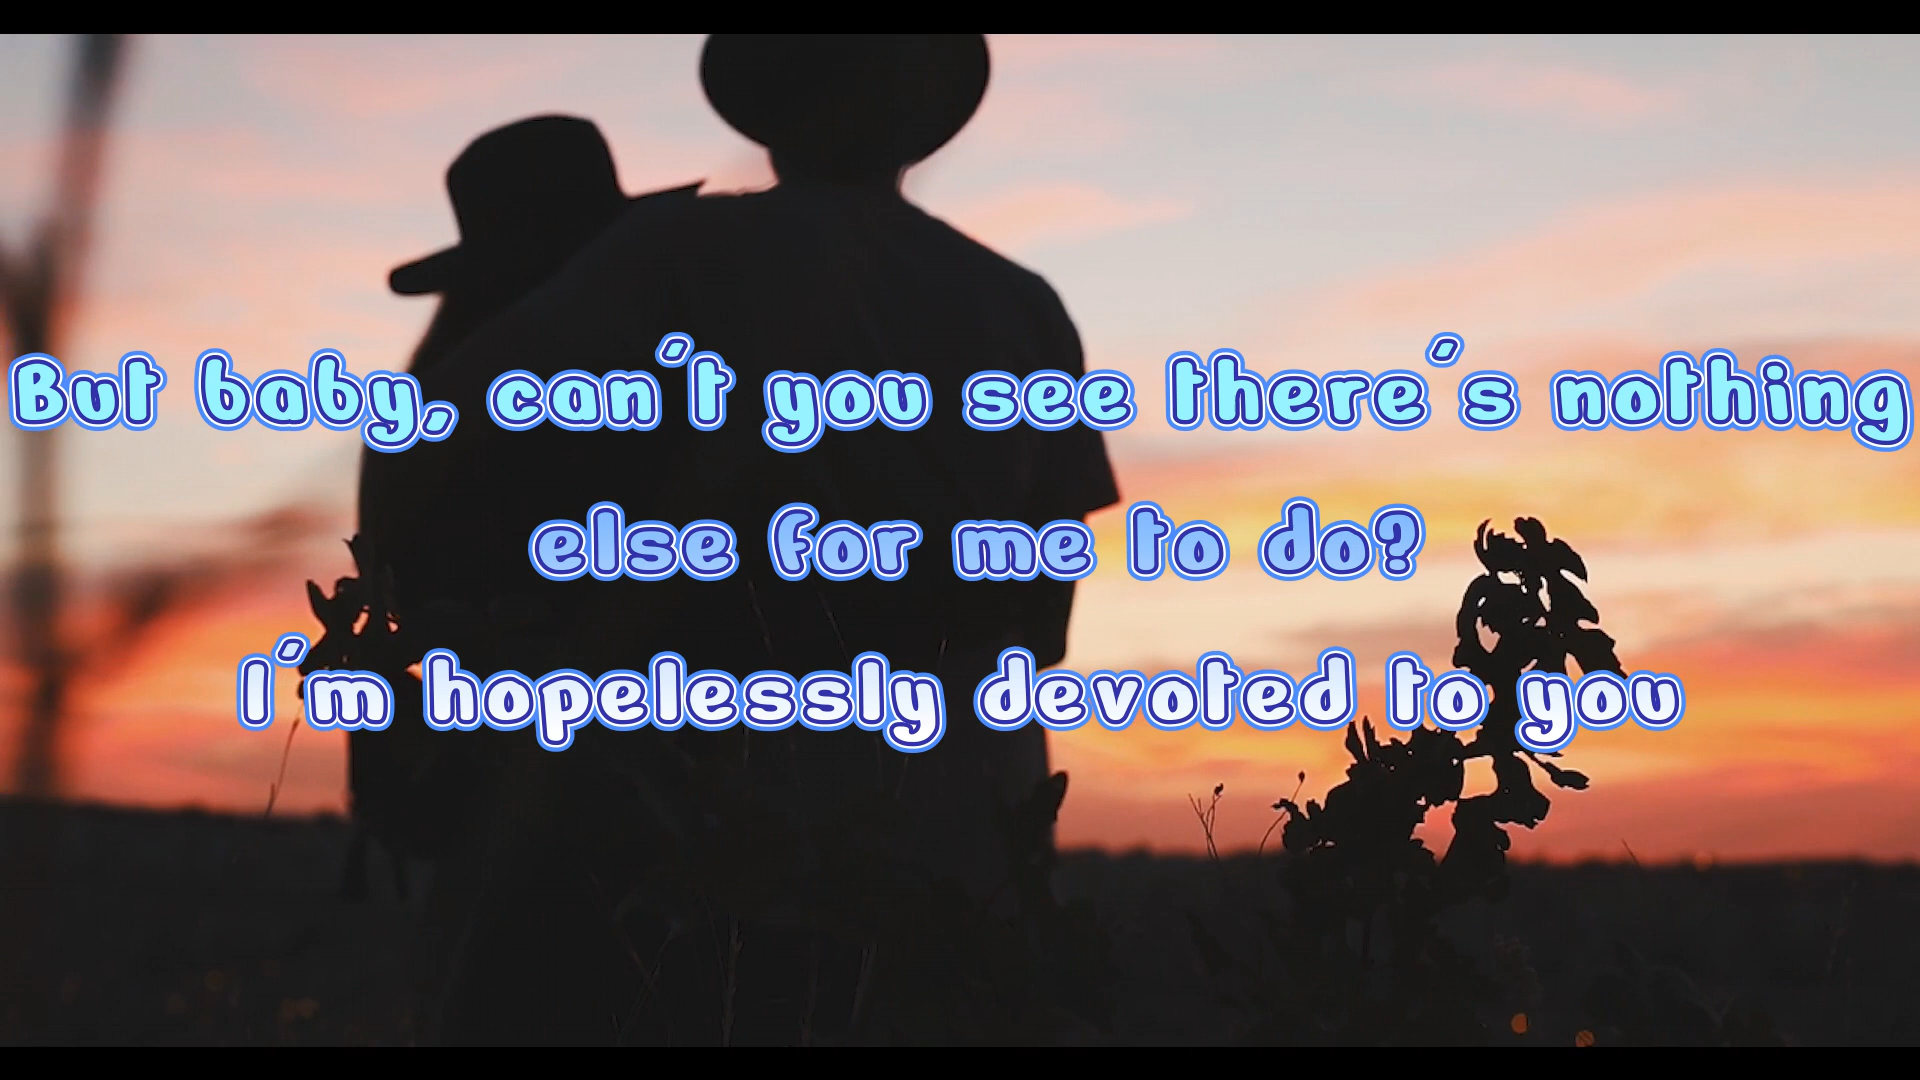 But baby, can´t you see there´s nothing
else for me to do?
I´m hopelessly devoted to you